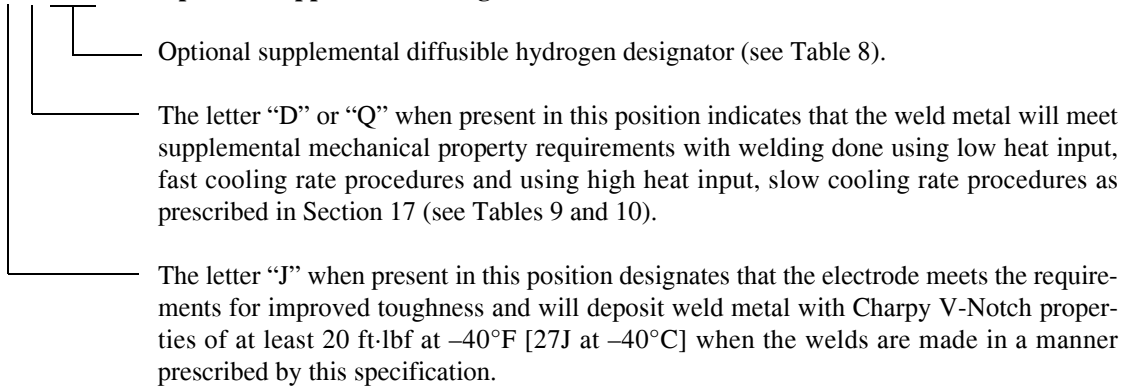 Optional supplemental diffusible hydrogen designator (see Table 8).
The letter “D” or “Q” when present in this position indicates that the weld metal will meet
supplemental mechanical property requirements with welding done using low heat input,
fast cooling rate procedures and using high heat input, slow cooling rate procedures as
prescribed in Section 17 (see Tables 9 and 10).
The letter “J” when present in this position designates that the electrode meets the require-
ments for improved toughness and will deposit weld metal with Charpy V-Notch proper-
ties of at least 20 ft·lbf at –40°F [27J at –40°C] when the welds are made in a manner
prescribed by this specification.